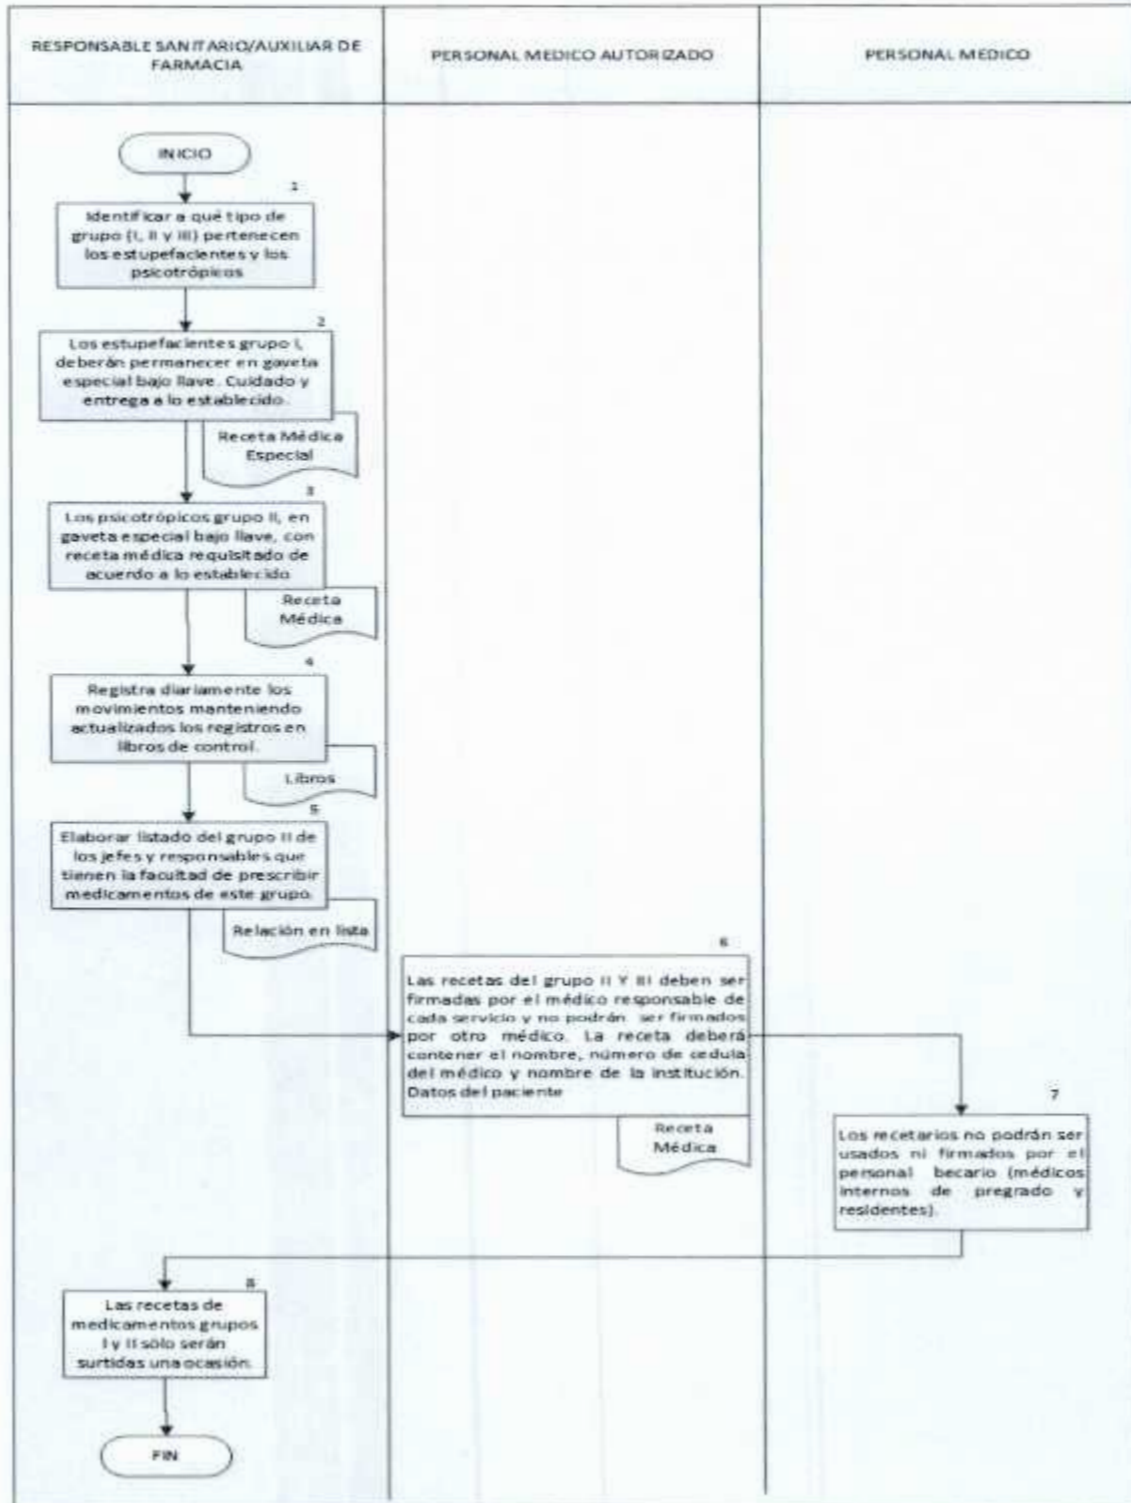 RESPONSABLE SANITARIO/AUXILIAR DE
FARMACIA
PERSONAL MEDICO AUTORIZADO
PERSONAL MEDICO
INICIO
1
Identificar a qué tipo de
grupo (I, II y III) pertenecen
los estupefacientes y los
psicotrópicos
2
Los estupefacientes grupo I,
deberán permanecer en gaveta
especial bajo llave. Cuidado y
entrega a lo establecido.
Receta Médica
Especial
3
Los psicotrópicos grupo II, en
gaveta especial bajo llave, con
receta médica requisitado de
acuerdo a lo establecido
Receta
Médica
4
Registra diariamente los
movimientos manteniendo
actualizados los registros en
libros de control.
Libros
5
Elaborar listado del grupo II de
los jefes y responsables que
tienen la facultad de prescribir
medicamentos de este grupo.
Relación en lista
6
Las recetas del grupo II Y III deben ser
firmadas por el médico responsable de
cada servicio y no podrán ser firmados
por otro médico. La receta deberá
contener el nombre, número de cedula
del médico y nombre de la institución.
Datos del paciente
Receta
Médica
7
Los recetarios no podrán ser
usados ni firmados por el
personal becario (médicos
internos de pregrado y
residentes).
8
Las recetas de
medicamentos grupos
I y II sólo serán
surtidas una ocasión.
FIN